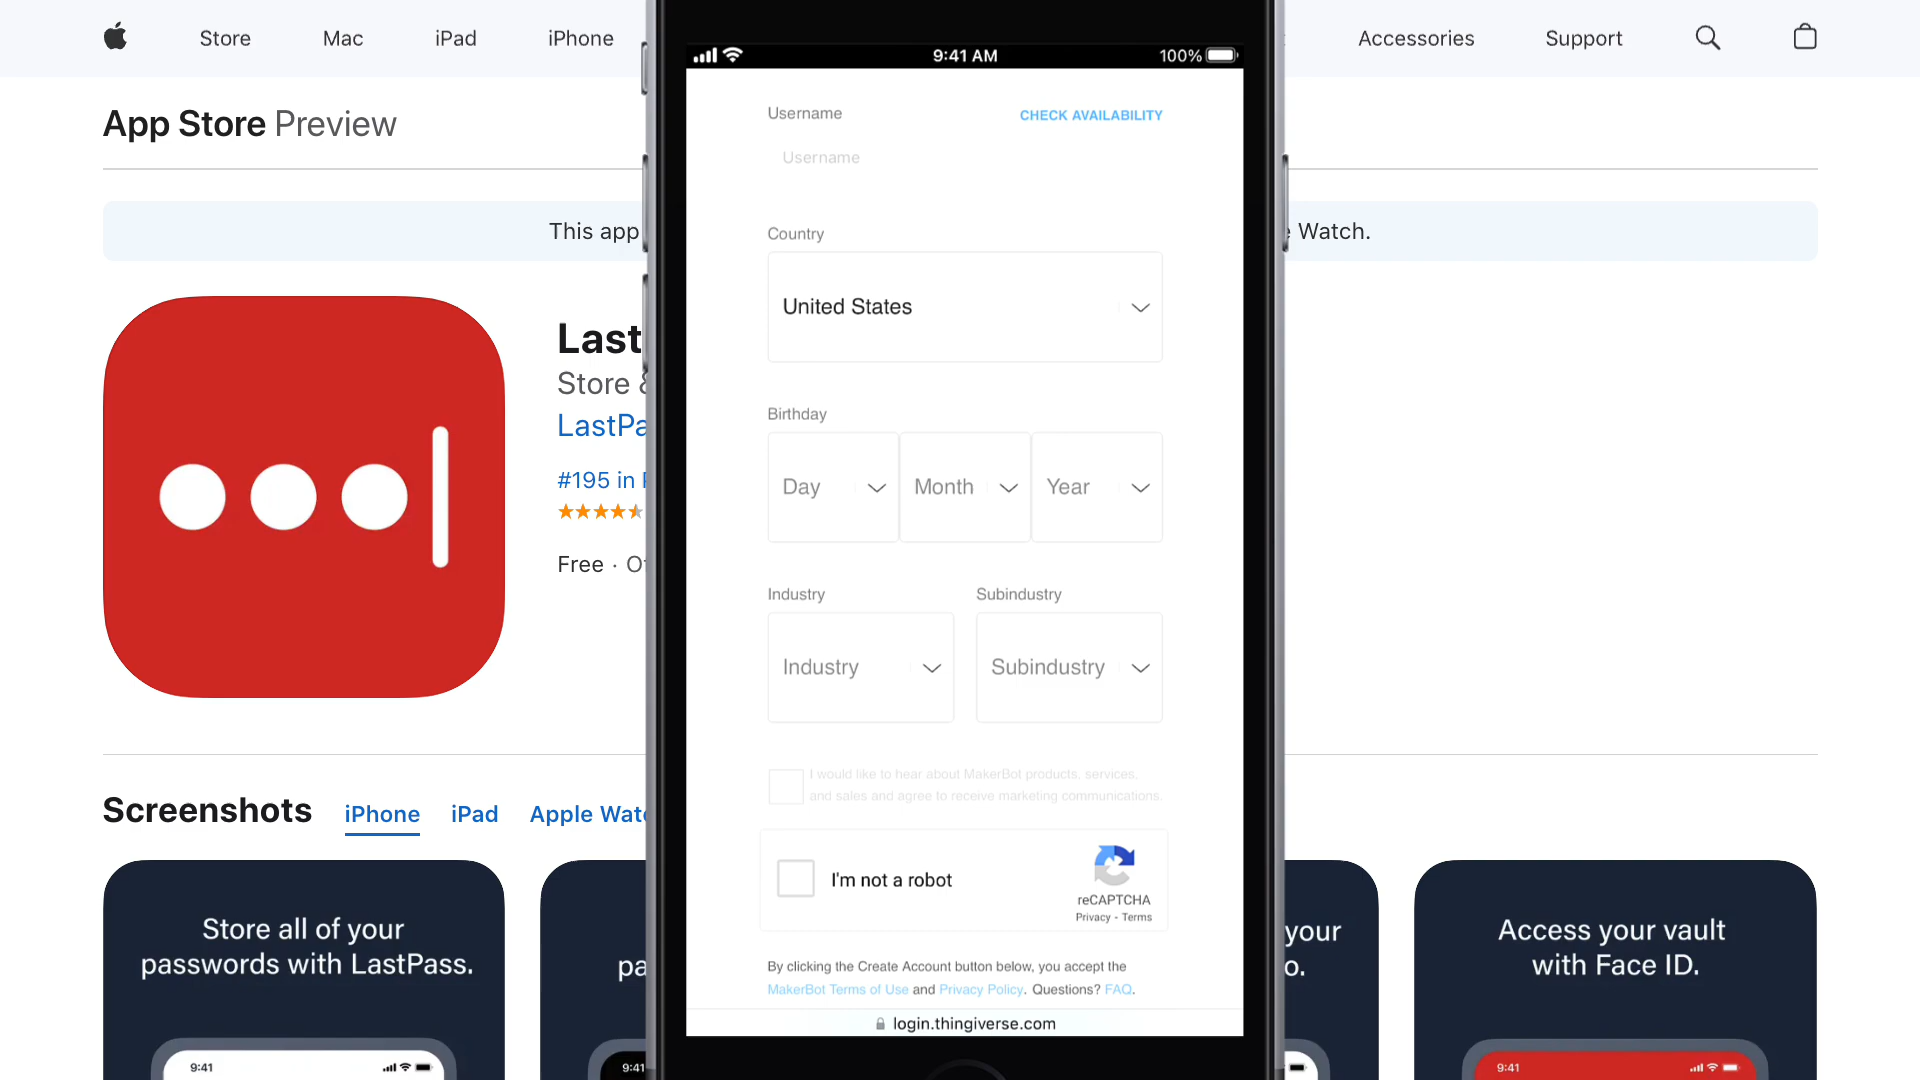 Store
Mac
iPad
iPhone
Accessories
Support
App Store Preview
This app
Watch.
Last
Store &
LastPa
#195 in
Free ·
Screenshots
iPhone
iPad
Apple Wat
Store all of your
passwords with LastPass.
9:41
pa
9:41
your
o.
Access your vault
with Face ID.
9:41
9:41 AM
100%
Username
CHECK AVAILABILITY
Username
Country
United States
Birthday
Day
Month
Year
Industry
Subindustry
Industry
Subindustry
I would like to hear about MakerBot products, services,
and sales and agree to receive marketing communications.
I'm not a robot
reCAPTCHA
Privacy - Terms
By clicking the Create Account button below, you accept the
MakerBot Terms of Use and Privacy Policy. Questions? FAQ.
login.thingiverse.com